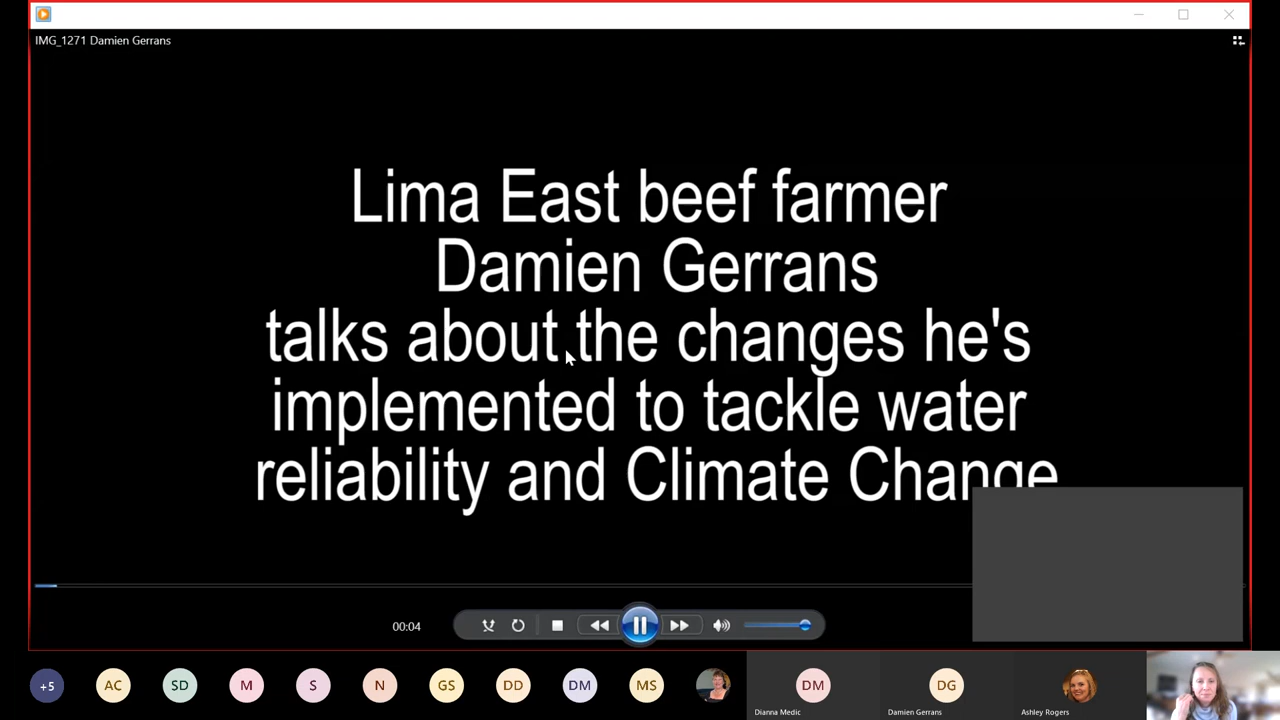 IMG_1271 Damien Gerrans
Lima East beef farmer
Damien Gerrans
talks about the changes he's
implemented to tackle water
reliability and Climate Change
00:04
+5
AC
SD
M
S
N
GS
DD
DM
MS
DM
Dianna Medic
DG
Damien Gerrans
Ashley Rogers